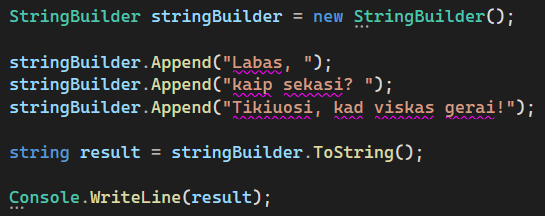 StringBuilder stringBuilder = new StringBuilder();
stringBuilder.Append("Labas, ");
stringBuilder.Append("kaip sekasi? ");
stringBuilder.Append("Tikiuosi, kad viskas gerai!");
string result = stringBuilder.ToString();
Console.WriteLine(result);